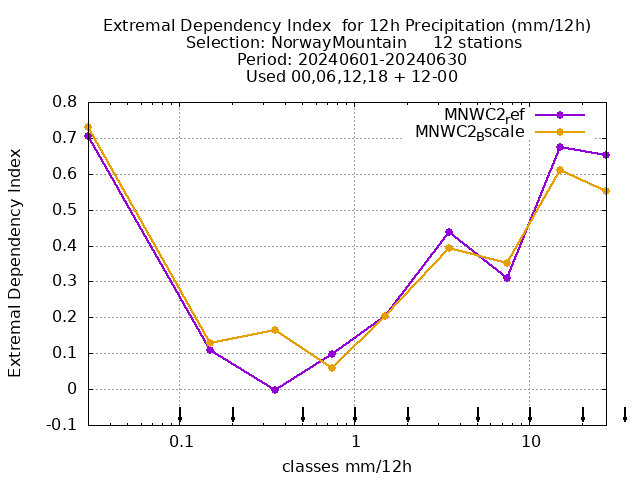 Extremal Dependency Index  for 12h Precipitation (mm/12h)
Selection: NorwayMountain     12 stations
Period: 20240601-20240630
Used 00,06,12,18 + 12-00
MNWC2ref
MNWC2Bscale
0.8
0.7
0.6
0.5
0.4
0.3
0.2
0.1
0
-0.1
Extremal Dependency Index
0.1 1 10
classes mm/12h